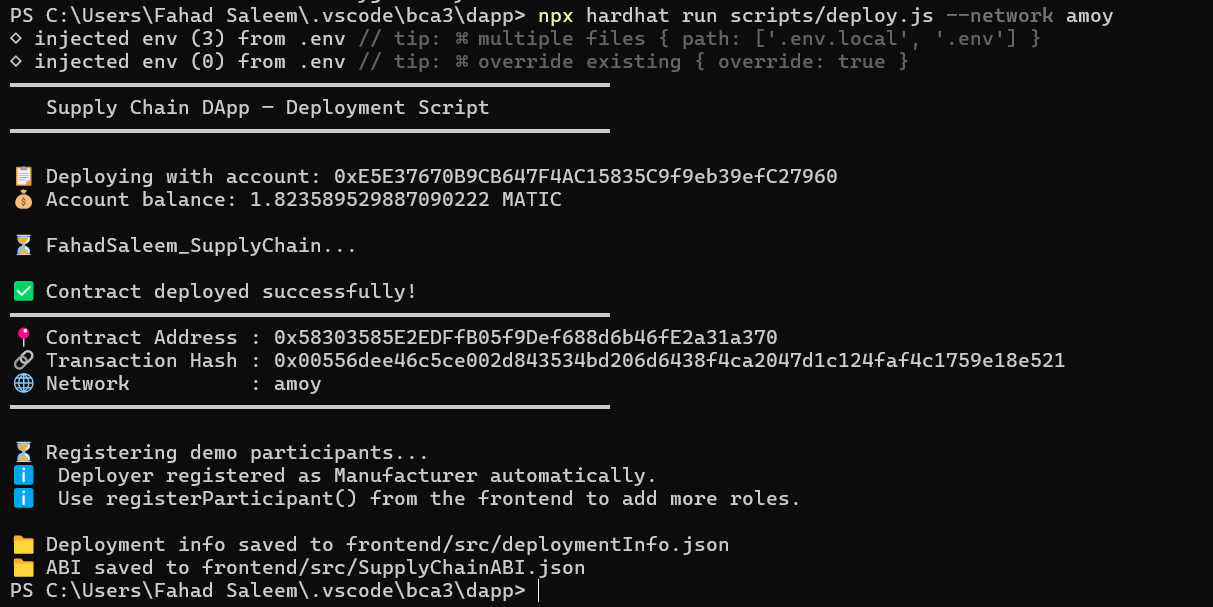 PS C:\Users\Fahad Saleem\.vscode\bca3\dapp> npx hardhat run scripts/deploy.js --network amoy
◇ injected env (3) from .env // tip: ⌘ multiple files { path: ['.env.local', '.env'] }
◇ injected env (0) from .env // tip: ⌘ override existing { override: true }
Supply Chain DApp — Deployment Script
📋 Deploying with account: 0xE5E37670B9CB647F4AC15835C9f9eb39efC27960
💰 Account balance: 1.823589529887090222 MATIC
⏳ FahadSaleem_SupplyChain...
✅ Contract deployed successfully!
📍 Contract Address : 0x58303585E2EDFfB05f9Def688d6b46fE2a31a370
🔗 Transaction Hash : 0x00556dee46c5ce002d843534bd206d6438f4ca2047d1c124faf4c1759e18e521
🌐 Network : amoy
⏳ Registering demo participants...
ℹ️ Deployer registered as Manufacturer automatically.
ℹ️ Use registerParticipant() from the frontend to add more roles.
📁 Deployment info saved to frontend/src/deploymentInfo.json
📁 ABI saved to frontend/src/SupplyChainABI.json
PS C:\Users\Fahad Saleem\.vscode\bca3\dapp>